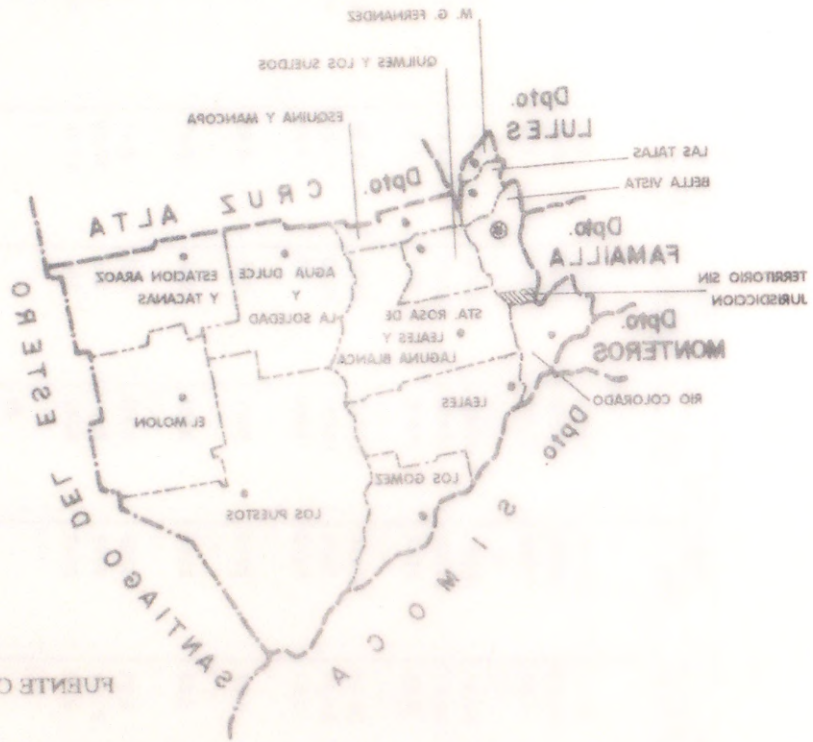 M. G. FERNANDEZ
QUILMES Y LOS SUELDOS
ESQUINA Y MANCOPA
Dpto.
LULES
LAS TALAS
BELLA VISTA
Dpto.
FAMAILLA
TERRITORIO SIN
JURISDICCION
Dpto.
MONTEROS
RIO COLORADO
Dpto. CRUZ ALTA
ESTACION ARAOZ
Y TACANAS
AGUA DULCE
Y
LA SOLEDAD
STA. ROSA DE
LEALES Y
LAGUNA BLANCA
LEALES
EL MOJON
LOS GOMEZ
LOS PUESTOS
Dpto.
SIMOCA
SANTIAGO DEL ESTERO
FUENTE